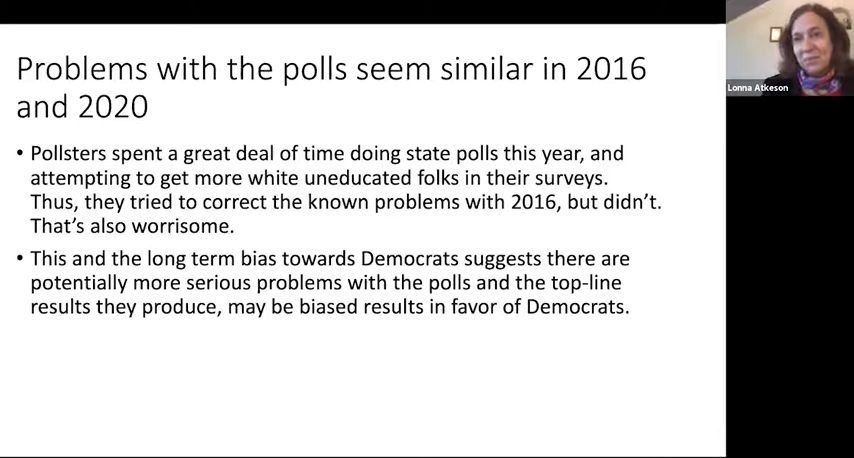 Problems with the polls seem similar in 2016
and 2020
• Pollsters spent a great deal of time doing state polls this year, and
attempting to get more white uneducated folks in their surveys.
Thus, they tried to correct the known problems with 2016, but didn't.
That's also worrisome.
• This and the long term bias towards Democrats suggests there are
potentially more serious problems with the polls and the top-line
results they produce, may be biased results in favor of Democrats.
Lonna Atkeson